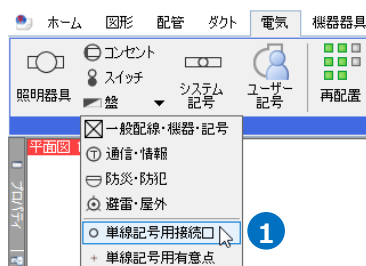 ホーム 図形 配管 ダクト 電気 機器器具
照明器具
コンセント
スイッチ
盤
システム
記号
ユーザー
記号
再配置
平面図 1
プロパティ
一般配線・機器・記号
T 通信・情報
防災・防犯
避雷・屋外
単線記号用接続口
1
単線記号用有意点